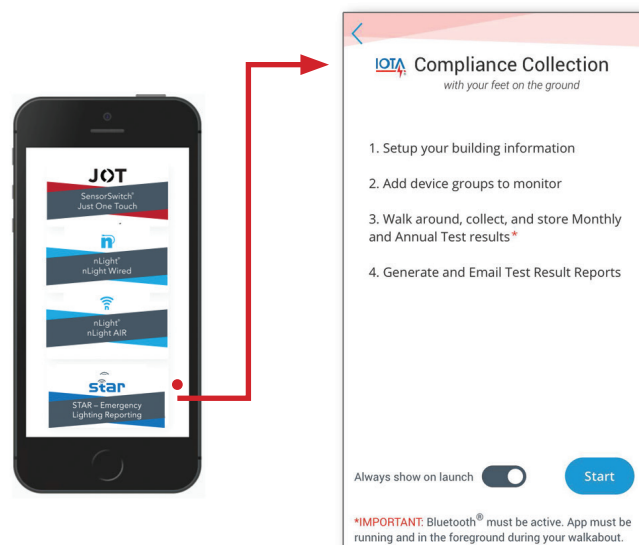 JOT
SensorSwitch™
Just One Touch
n
nLight®
nLight Wired
n
nLight®
nLight AIR
star
STAR – Emergency
Lighting Reporting
IOTA Compliance Collection
with your feet on the ground
1. Setup your building information
2. Add device groups to monitor
3. Walk around, collect, and store Monthly
and Annual Test results*
4. Generate and Email Test Result Reports
Always show on launch
Start
*IMPORTANT: Bluetooth® must be active. App must be
running and in the foreground during your walkabout.